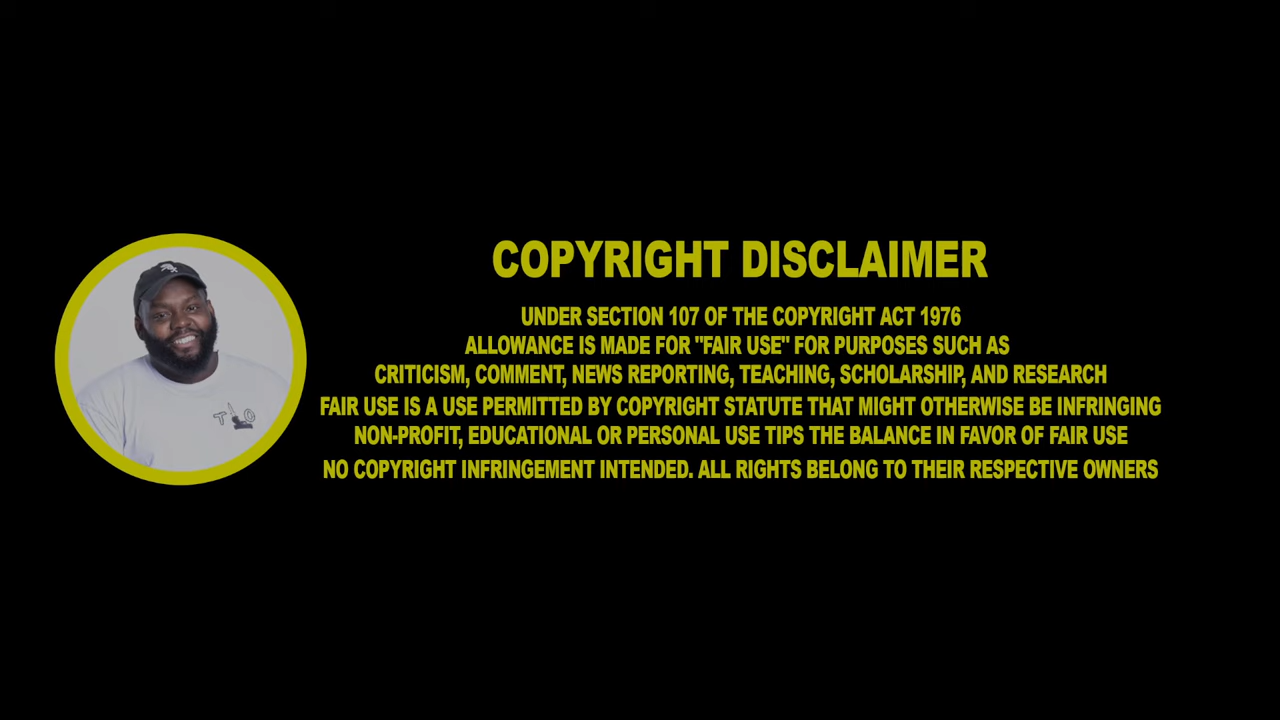 COPYRIGHT DISCLAIMER
UNDER SECTION 107 OF THE COPYRIGHT ACT 1976
ALLOWANCE IS MADE FOR "FAIR USE" FOR PURPOSES SUCH AS
CRITICISM, COMMENT, NEWS REPORTING, TEACHING, SCHOLARSHIP, AND RESEARCH
FAIR USE IS A USE PERMITTED BY COPYRIGHT STATUTE THAT MIGHT OTHERWISE BE INFRINGING
NON-PROFIT, EDUCATIONAL OR PERSONAL USE TIPS THE BALANCE IN FAVOR OF FAIR USE
NO COPYRIGHT INFRINGEMENT INTENDED. ALL RIGHTS BELONG TO THEIR RESPECTIVE OWNERS